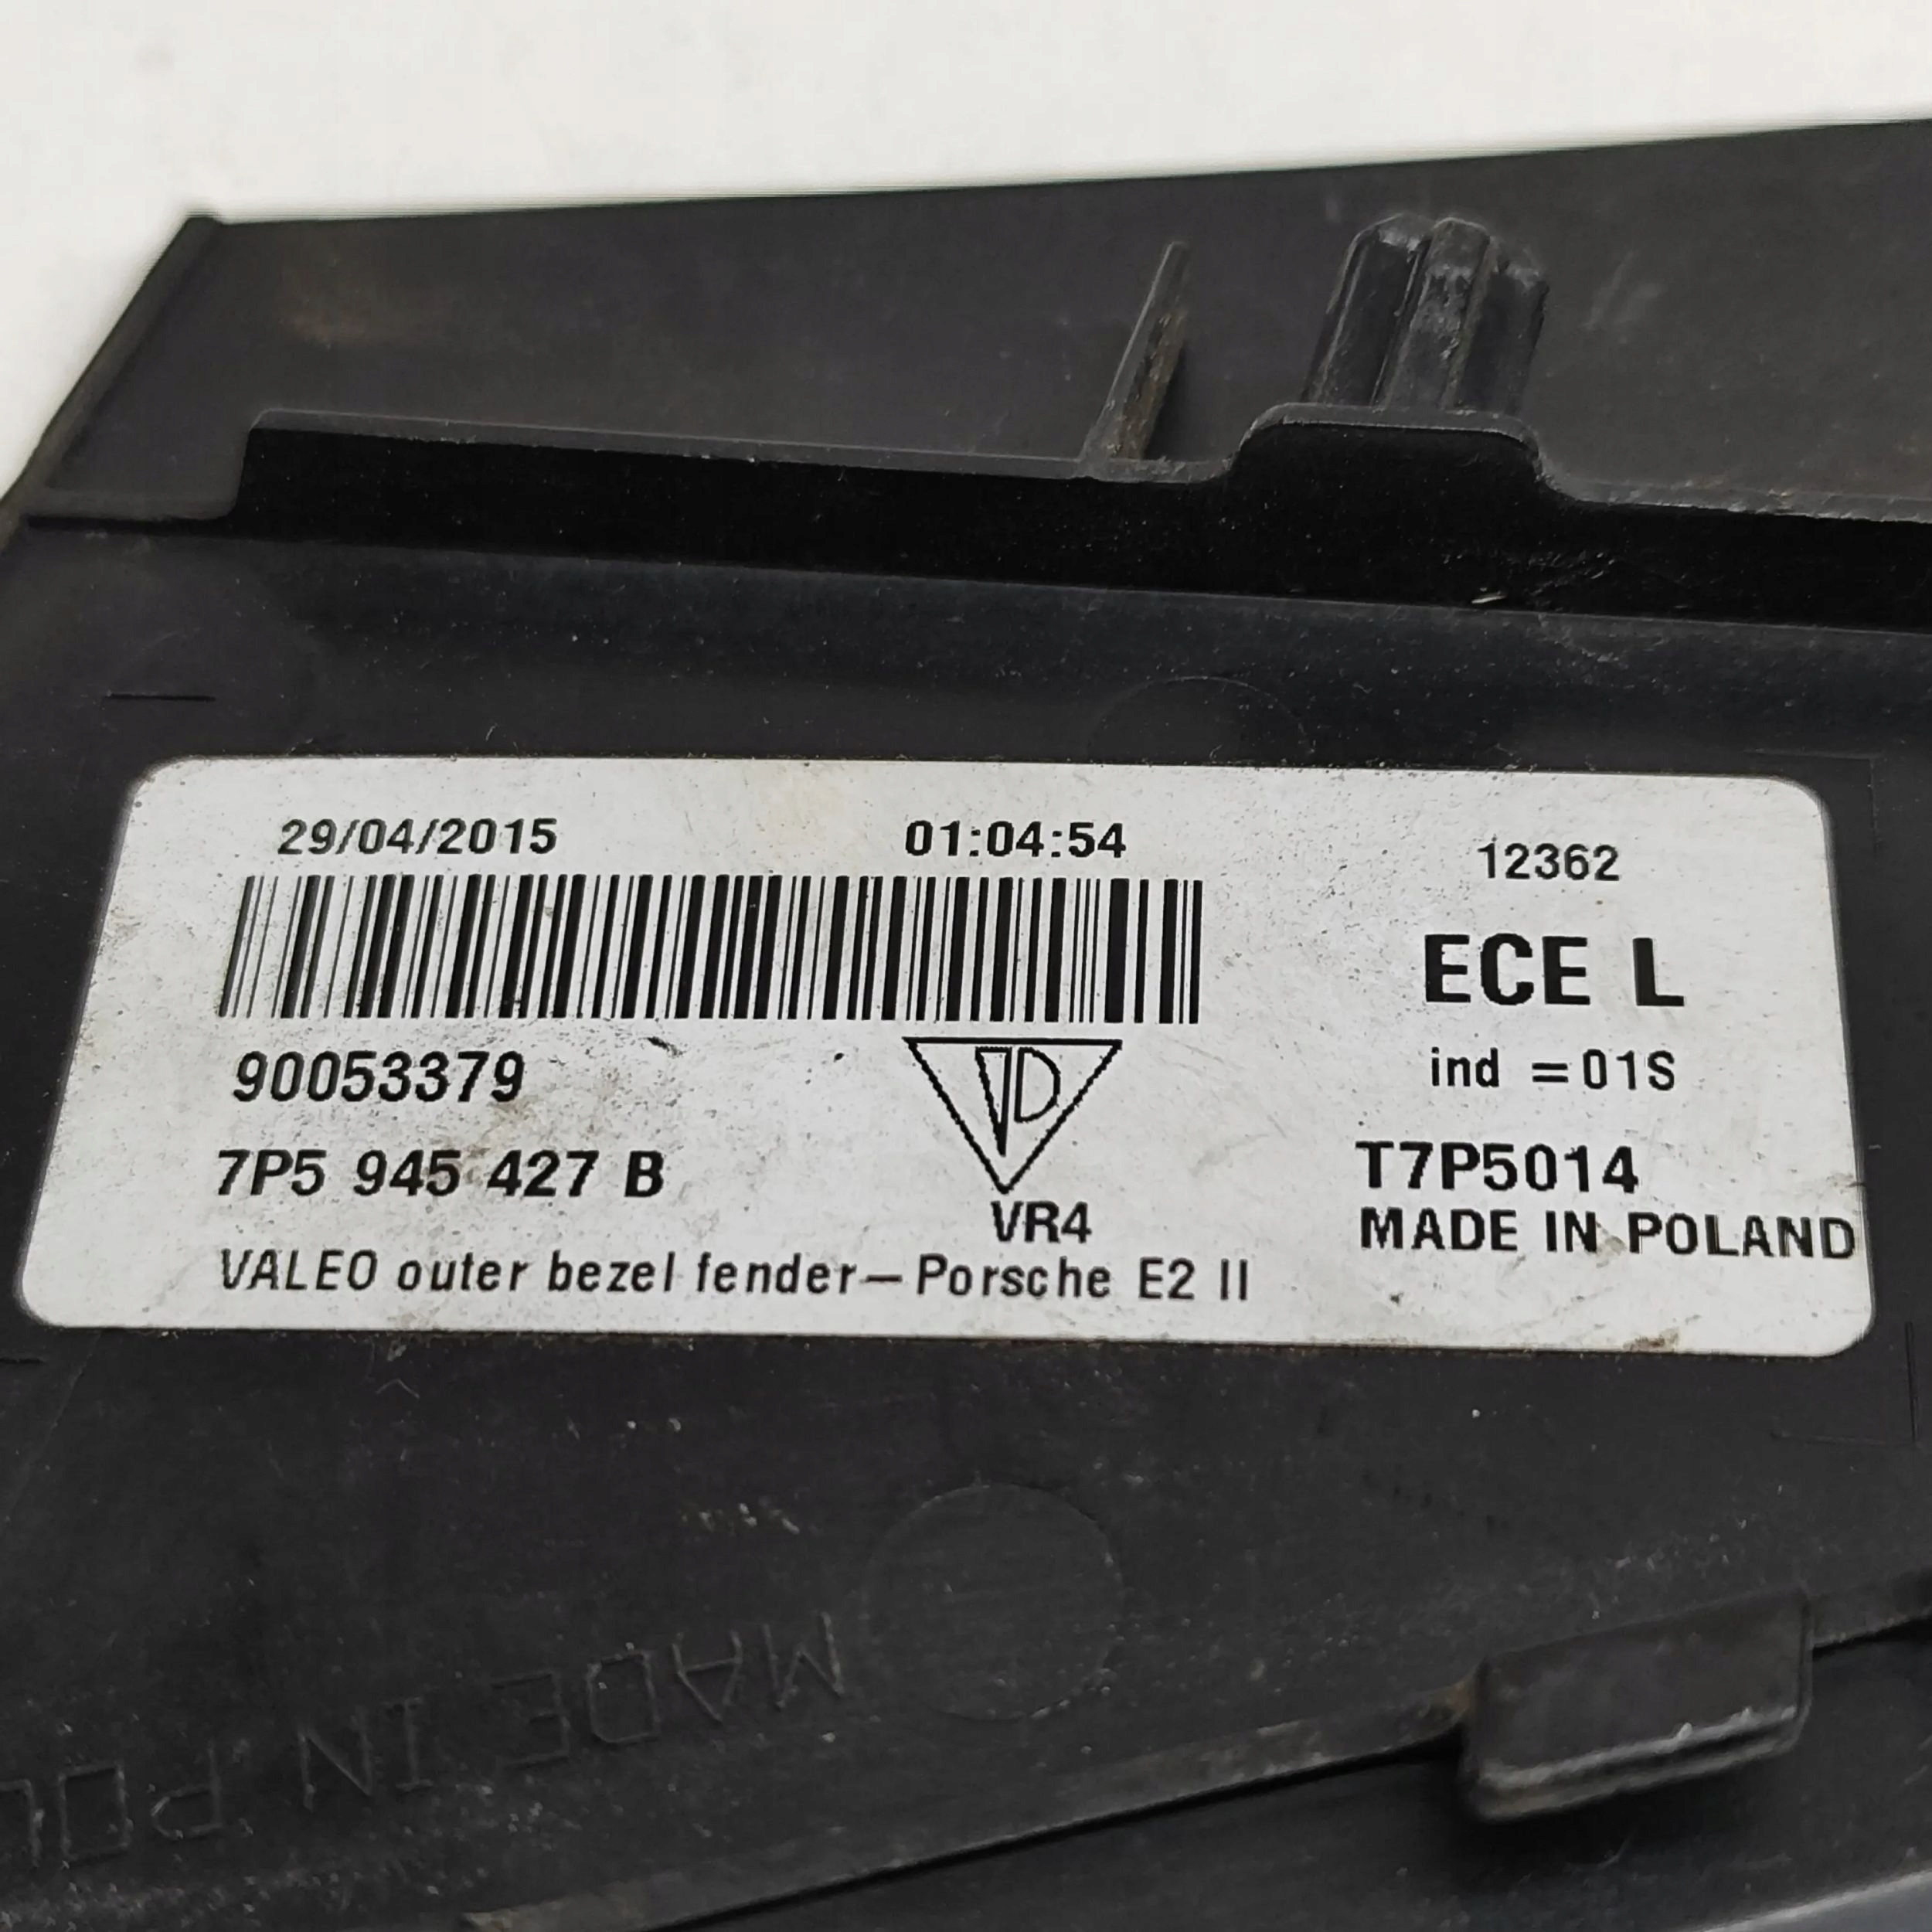 29/04/2015 01:04:54 12362
ECE L
90053379
ind =01S
7P5 945 427 B
VR4
T7P5014
MADE IN POLAND
VALEO outer bezel fender—Porsche E2 II
MADE IN